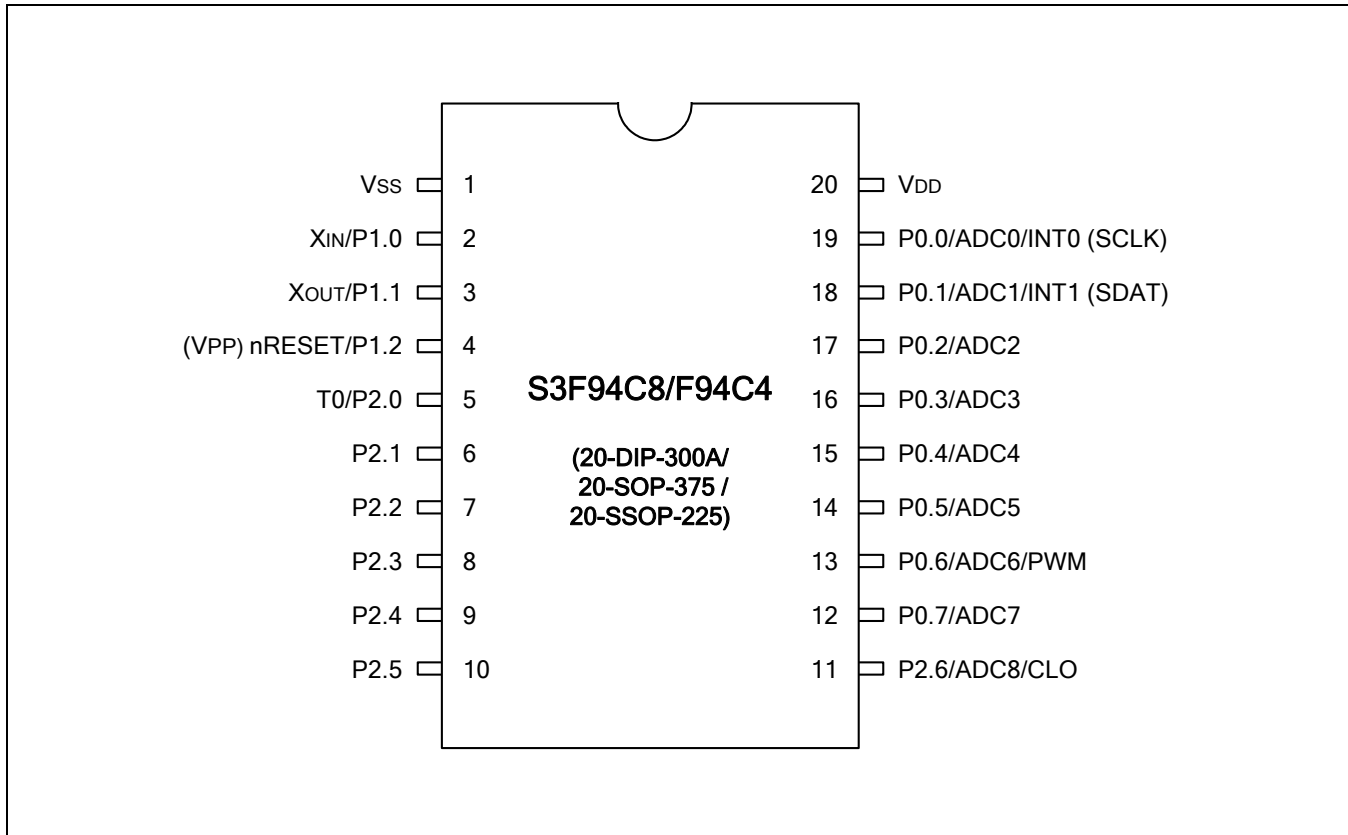 VSS 1 20 VDD
XIN/P1.0 2 19 P0.0/ADC0/INT0 (SCLK)
XOUT/P1.1 3 18 P0.1/ADC1/INT1 (SDAT)
(VPP) nRESET/P1.2 4 17 P0.2/ADC2
T0/P2.0 5 16 P0.3/ADC3
S3F94C8/F94C4
P2.1 6 15 P0.4/ADC4
P2.2 7 14 P0.5/ADC5
(20-DIP-300A/
20-SOP-375 /
20-SSOP-225)
P2.3 8 13 P0.6/ADC6/PWM
P2.4 9 12 P0.7/ADC7
P2.5 10 11 P2.6/ADC8/CLO